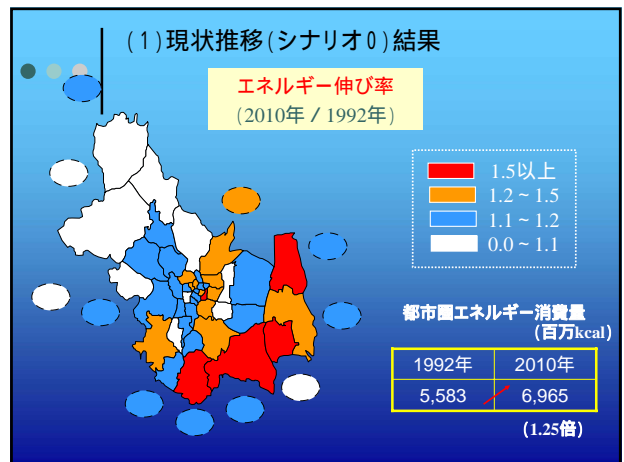 (1)現状推移(シナリオ0)結果
エネルギー伸び率
(2010年/1992年)
1.5以上
1.2~1.5
1.1~1.2
0.0~1.1
都市圏エネルギー消費量
(百万kcal)
1992年 2010年
5,583 6,965
(1.25倍)